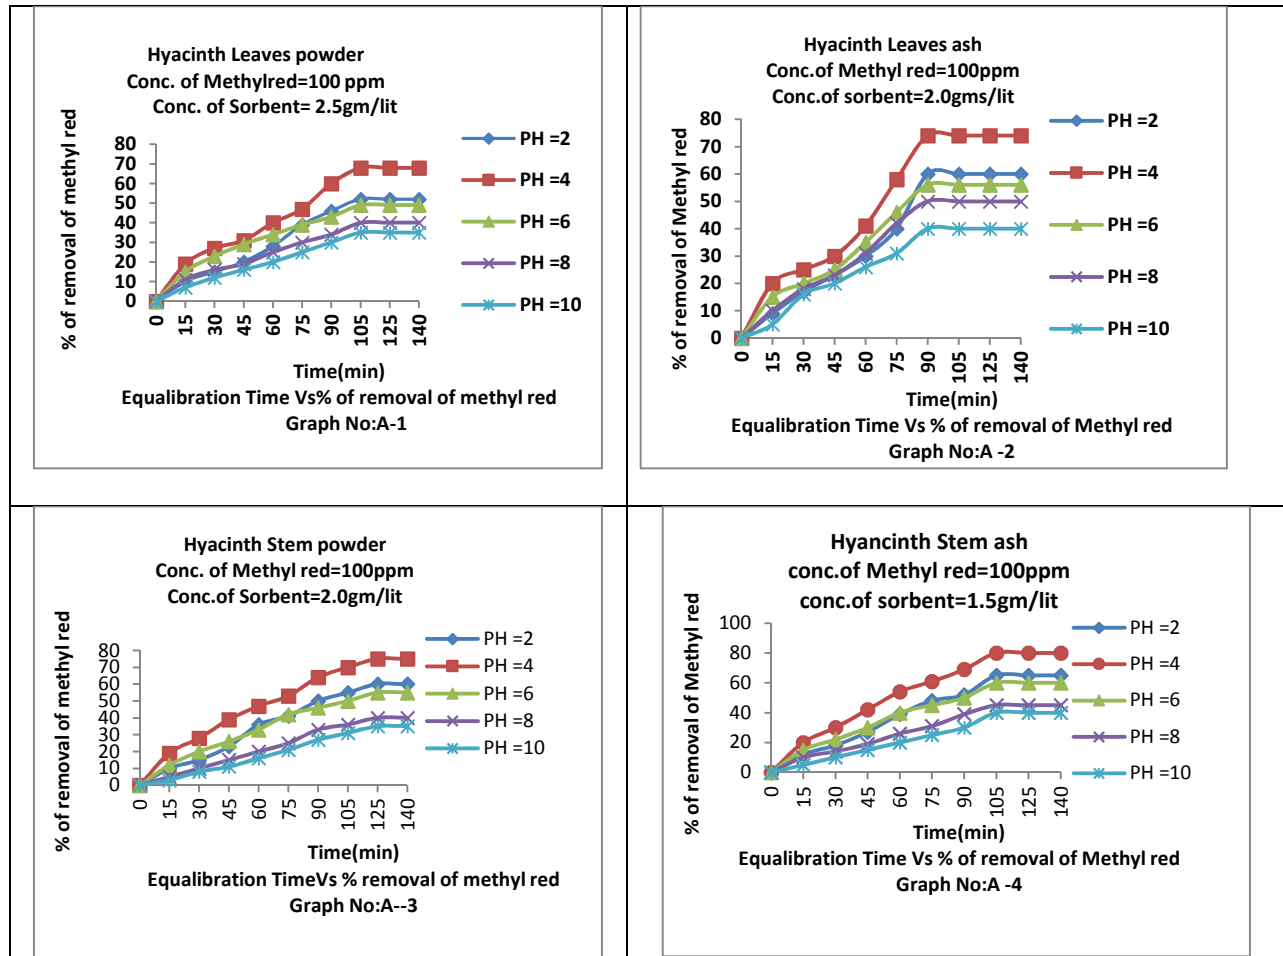 Hyacinth Leaves powder
Conc. of Methylred=100 ppm
Conc. of Sorbent= 2.5gm/lit
% of removal of methyl red
80
70
60
50
40
30
20
10
0
0 15 30 45 60 75 90 105 125 140
PH =2
PH =4
PH =6
PH =8
PH =10
Time(min)
Equalibration Time Vs% of removal of methyl red
Graph No:A-1
Hyacinth Leaves ash
Conc.of Methyl red=100ppm
Conc.of sorbent=2.0gms/lit
% of removal of Methyl red
80
70
60
50
40
30
20
10
0
0 15 30 45 60 75 90 105 125 140
PH =2
PH =4
PH =6
PH =8
PH =10
Time(min)
Equalibration Time Vs % of removal of Methyl red
Graph No:A -2
Hyacinth Stem powder
Conc. of Methyl red=100ppm
Conc.of Sorbent=2.0gm/lit
% of removal of methyl red
80
70
60
50
40
30
20
10
0
0 15 30 45 60 75 90 105 125 140
PH =2
PH =4
PH =6
PH =8
PH =10
Time(min)
Equalibration TimeVs % removal of methyl red
Graph No:A--3
Hyancinth Stem ash
conc.of Methyl red=100ppm
conc.of sorbent=1.5gm/lit
% of removal of Methyl red
100
80
60
40
20
0
0 15 30 45 60 75 90 105 125 140
PH =2
PH =4
PH =6
PH =8
PH =10
Time(min)
Equalibration Time Vs % of removal of Methyl red
Graph No:A -4